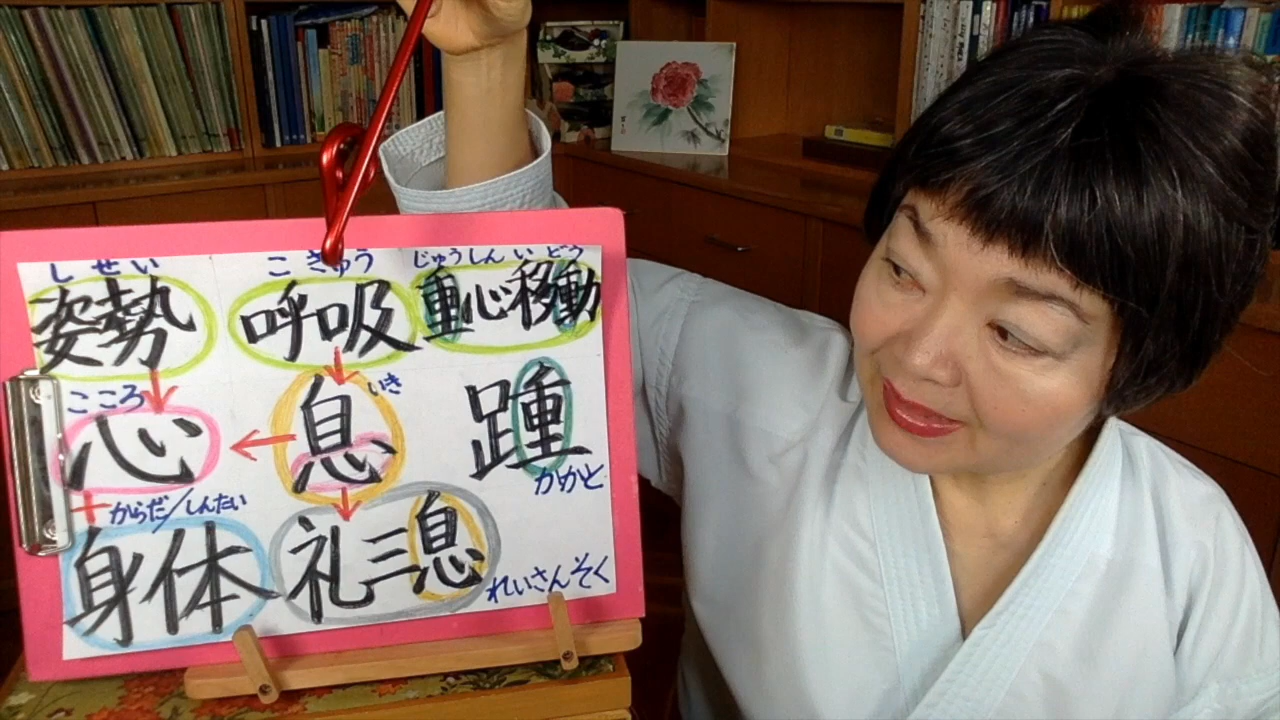 しせい こきゅう じゅうしんいどう
姿勢 呼吸 重心移動
こころ いき
心 息 踵
かかと
＋ からだ/しんたい
身体 礼三息
れいさんそく